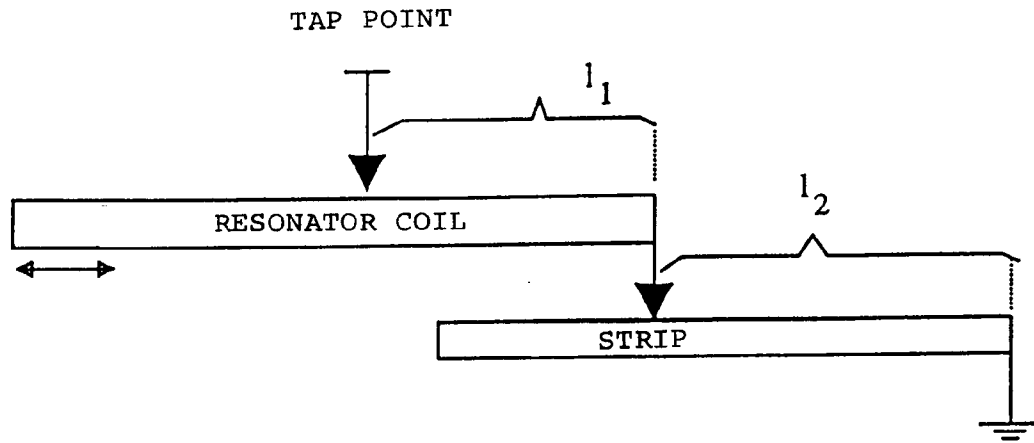 TAP POINT
l1
RESONATOR COIL
l2
STRIP